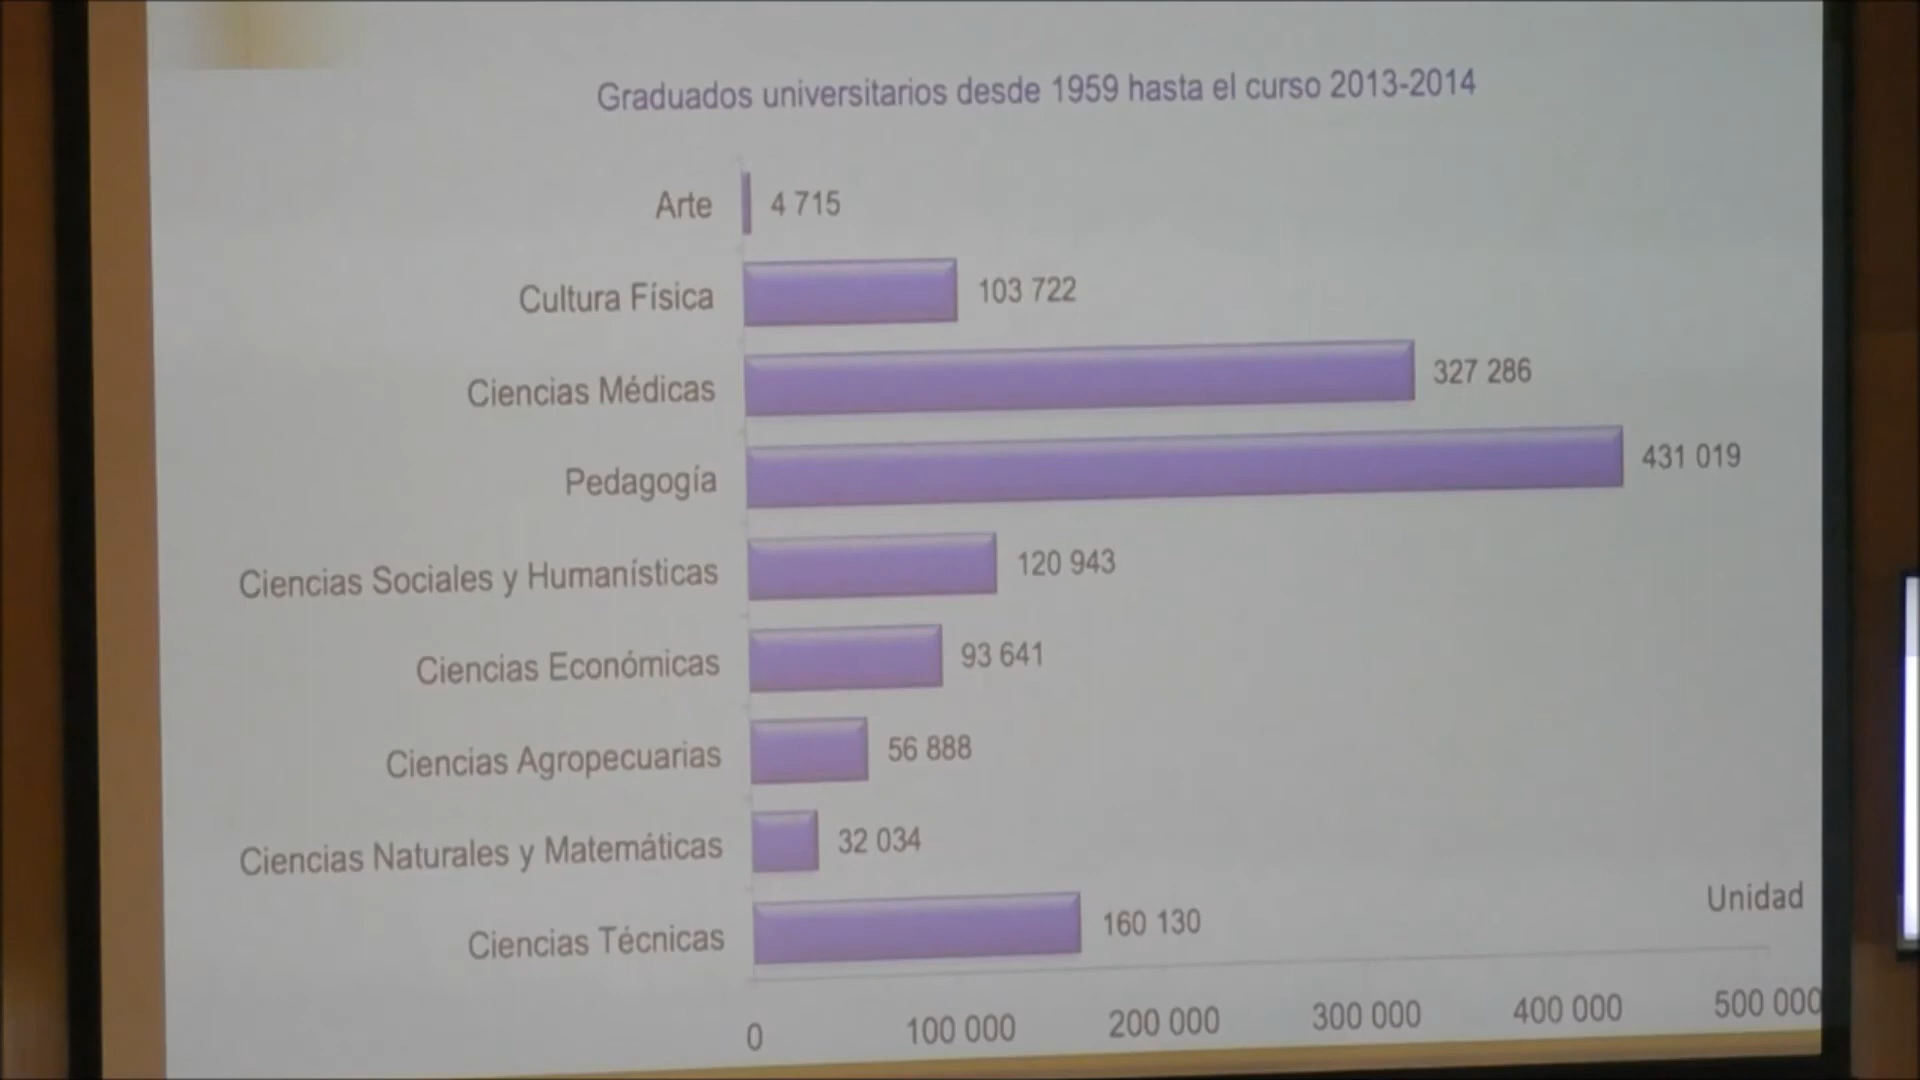 Graduados universitarios desde 1959 hasta el curso 2013-2014
Arte 4 715
Cultura Física 103 722
Ciencias Médicas 327 286
Pedagogía 431 019
Ciencias Sociales y Humanísticas 120 943
Ciencias Económicas 93 641
Ciencias Agropecuarias 56 888
Ciencias Naturales y Matemáticas 32 034
Ciencias Técnicas 160 130
Unidad
0 100 000 200 000 300 000 400 000 500 000